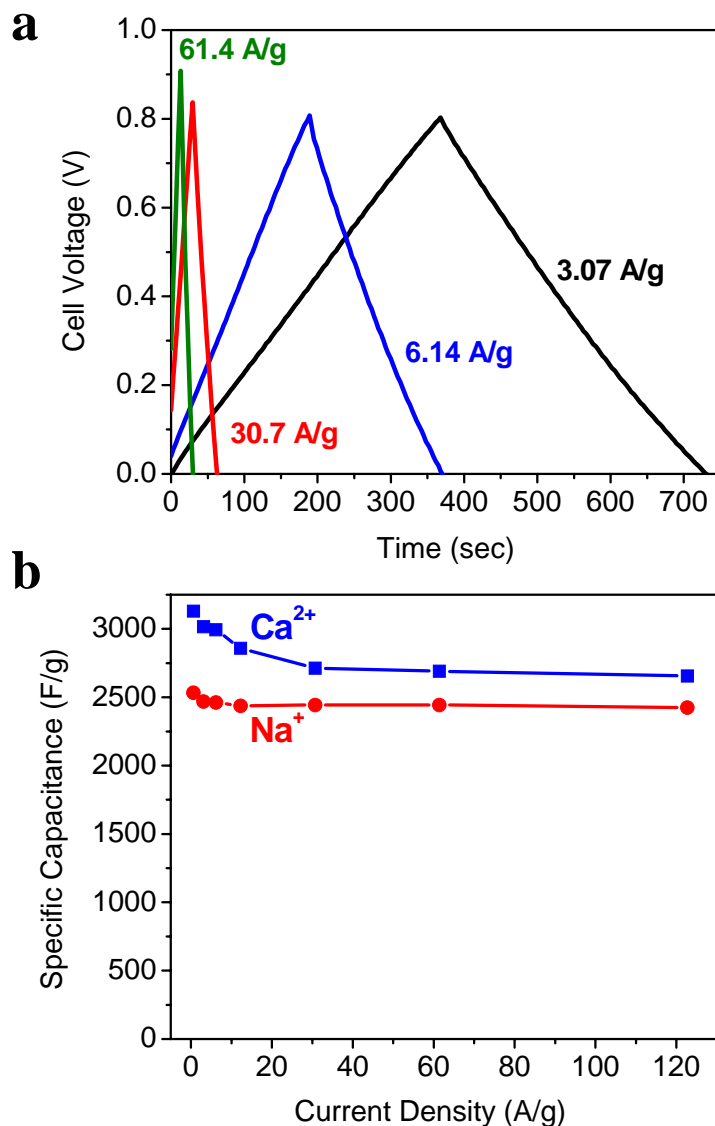 a
1.0
0.8
0.6
0.4
0.2
0.0
Cell Voltage (V)
61.4 A/g
3.07 A/g
6.14 A/g
30.7 A/g
0 100 200 300 400 500 600 700
Time (sec)
b
3000
2500
2000
1500
1000
500
0
Specific Capacitance (F/g)
Ca²⁺
Na⁺
0 20 40 60 80 100 120
Current Density (A/g)